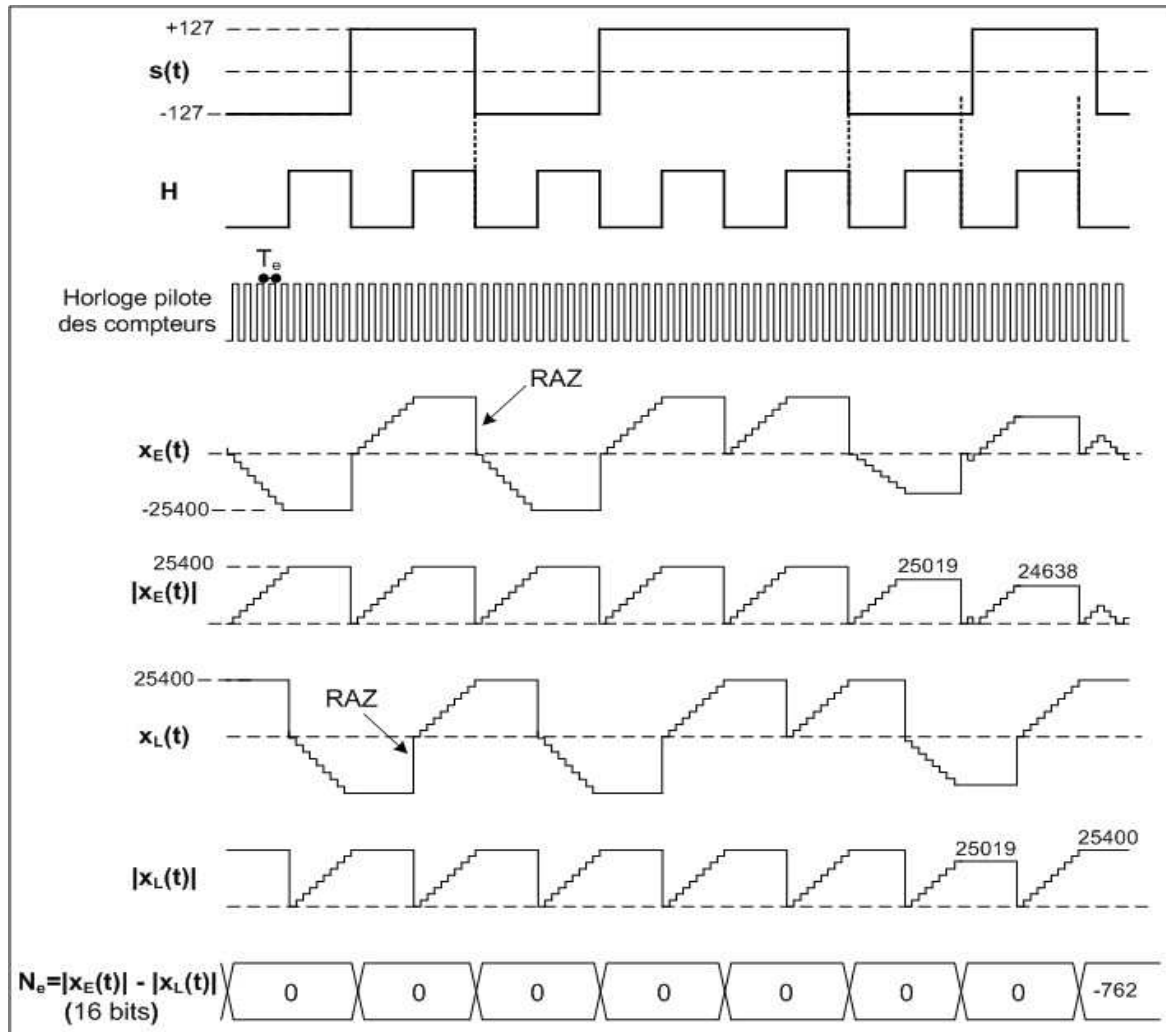 +127
s(t)
-127
H
Te
Horloge pilote
des compteurs
RAZ
xE(t)
-25400
25400
25019
24638
|xE(t)|
25400
RAZ
xL(t)
25019
25400
|xL(t)|
Ne=|xE(t)| - |xL(t)|
(16 bits)
0
0
0
0
0
0
0
-762